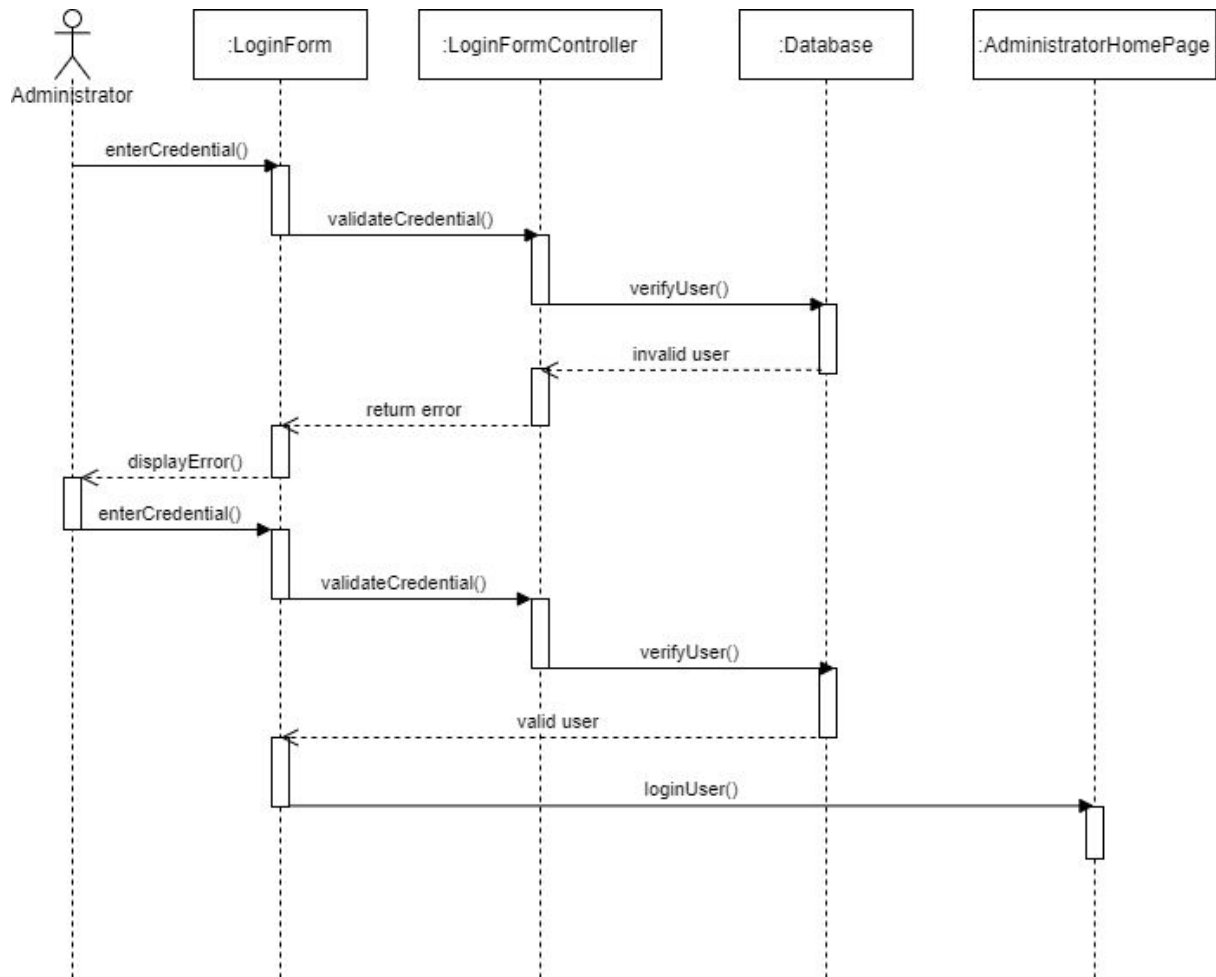 :LoginForm
:LoginFormController
:Database
:AdministratorHomePage
Administrator
enterCredential()
validateCredential()
verifyUser()
invalid user
return error
displayError()
enterCredential()
validateCredential()
verifyUser()
valid user
loginUser()